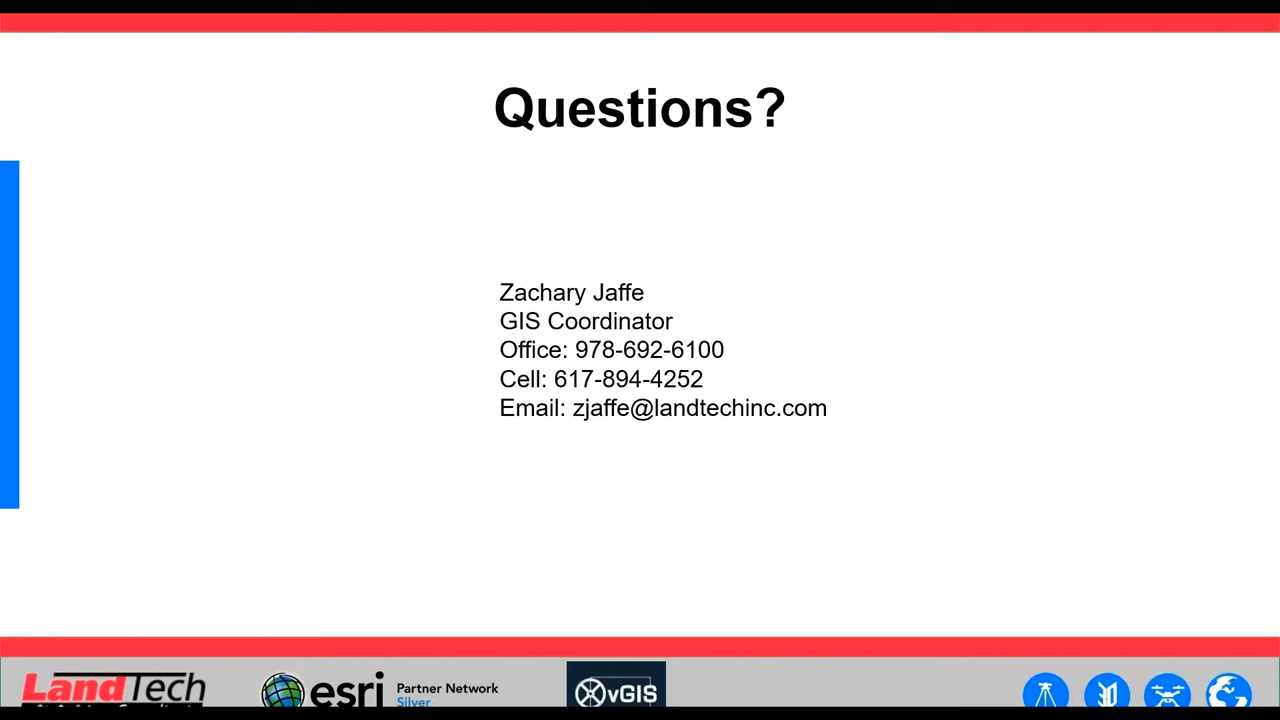 Questions?
Zachary Jaffe
GIS Coordinator
Office: 978-692-6100
Cell: 617-894-4252
Email: zjaffe@landtechinc.com
LandTech
esri Partner Network
Silver
vGIS